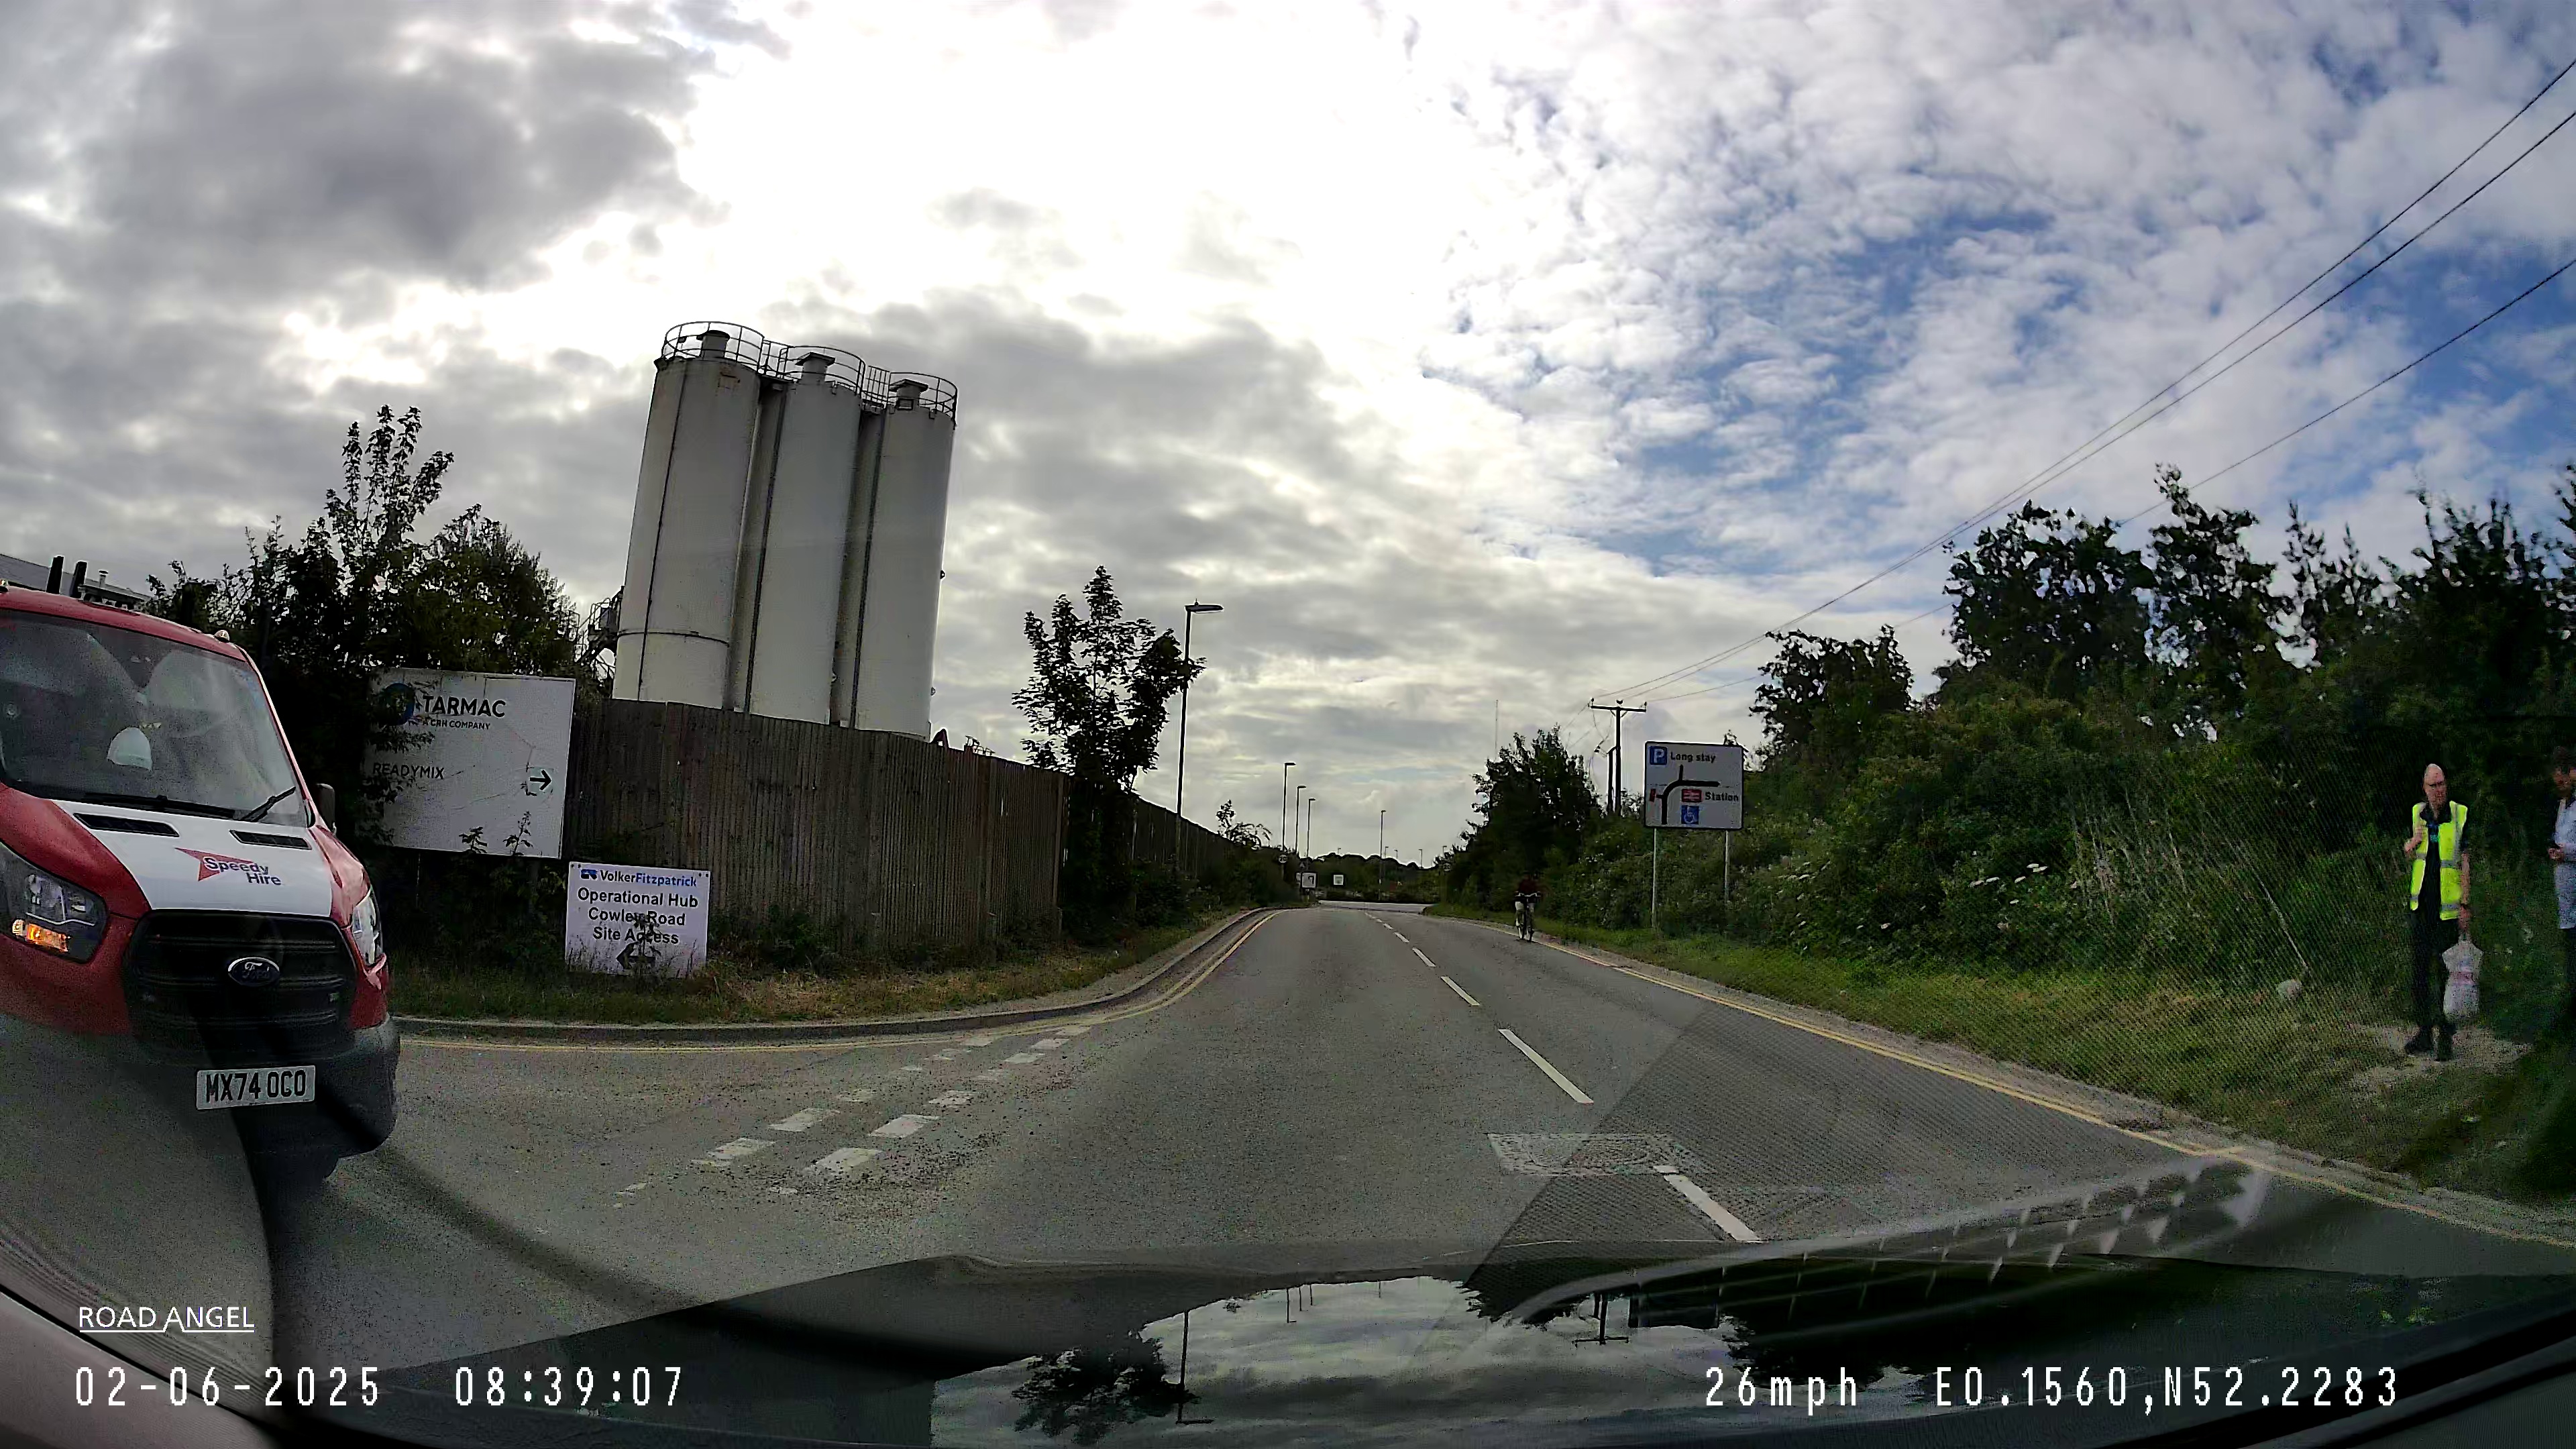 TARMAC
A CRH COMPANY
READYMIX
P Long stay
Station
Speedy
Hire
VolkerFitzpatrick
Operational Hub
Cowley Road
Site Access
Ford
MX74 OCO
ROAD ANGEL
02-06-2025 08:39:07
26mph E0.1560,N52.2283